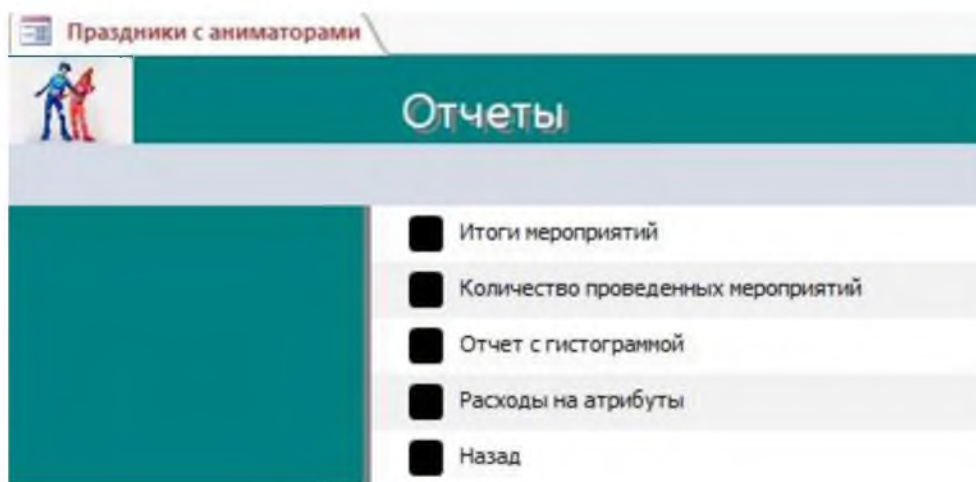 Праздники с аниматорами
Отчеты
Итоги мероприятий
Количество проведенных мероприятий
Отчет с гистограммой
Расходы на атрибуты
Назад